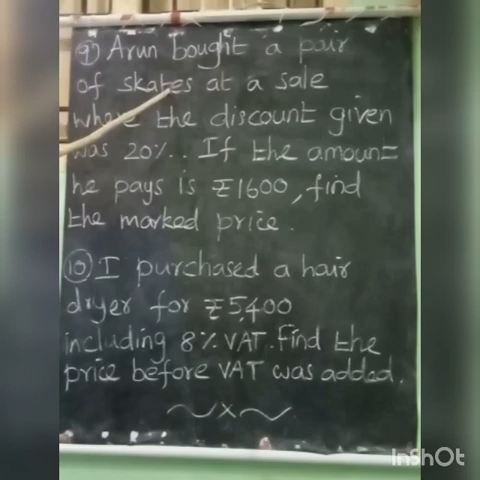 9) Arun bought a pair
of skates at a sale
where the discount given
was 20%. . If the amount
he pays is ₹1600, find
the marked price.
10) I purchased a hair
dryer for ₹5,400
including 8% VAT. Find the
price before VAT was added.
x
InShOt